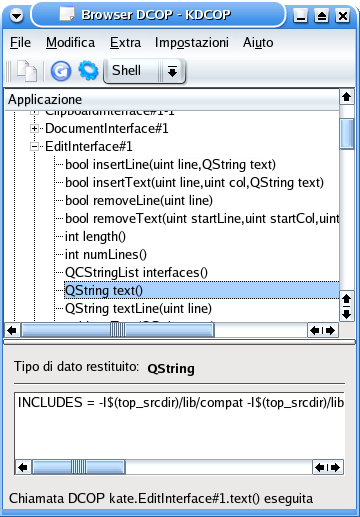 Browser DCOP - KDCOP
File Modifica Extra Impostazioni Aiuto
Shell
Applicazione
ClipboardInterface#1-1
DocumentInterface#1
EditInterface#1
bool insertLine(uint line,QString text)
bool insertText(uint line,uint col,QString text)
bool removeLine(uint line)
bool removeText(uint startLine,uint startCol,uint
int length()
int numLines()
QCStringList interfaces()
QString text()
QString textLine(uint line)
Tipo di dato restituito: QString
INCLUDES = -I$(top_srcdir)/lib/compat -I$(top_srcdir)/lib
Chiamata DCOP kate.EditInterface#1.text() eseguita